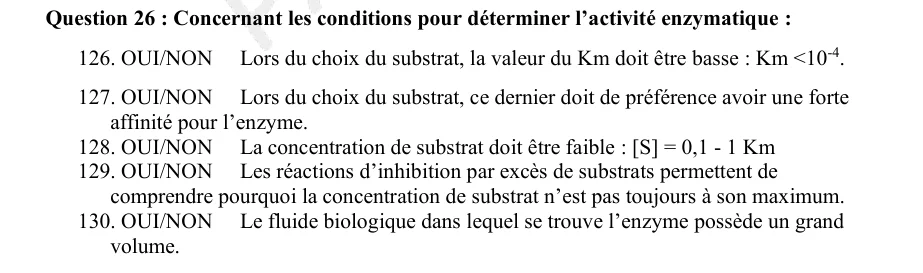 Question 26 : Concernant les conditions pour déterminer l’activité enzymatique :
126. OUI/NON Lors du choix du substrat, la valeur du Km doit être basse : Km <10⁻⁴.
127. OUI/NON Lors du choix du substrat, ce dernier doit de préférence avoir une forte
affinité pour l’enzyme.
128. OUI/NON La concentration de substrat doit être faible : [S] = 0,1 - 1 Km
129. OUI/NON Les réactions d’inhibition par excès de substrats permettent de
comprendre pourquoi la concentration de substrat n’est pas toujours à son maximum.
130. OUI/NON Le fluide biologique dans lequel se trouve l’enzyme possède un grand
volume.